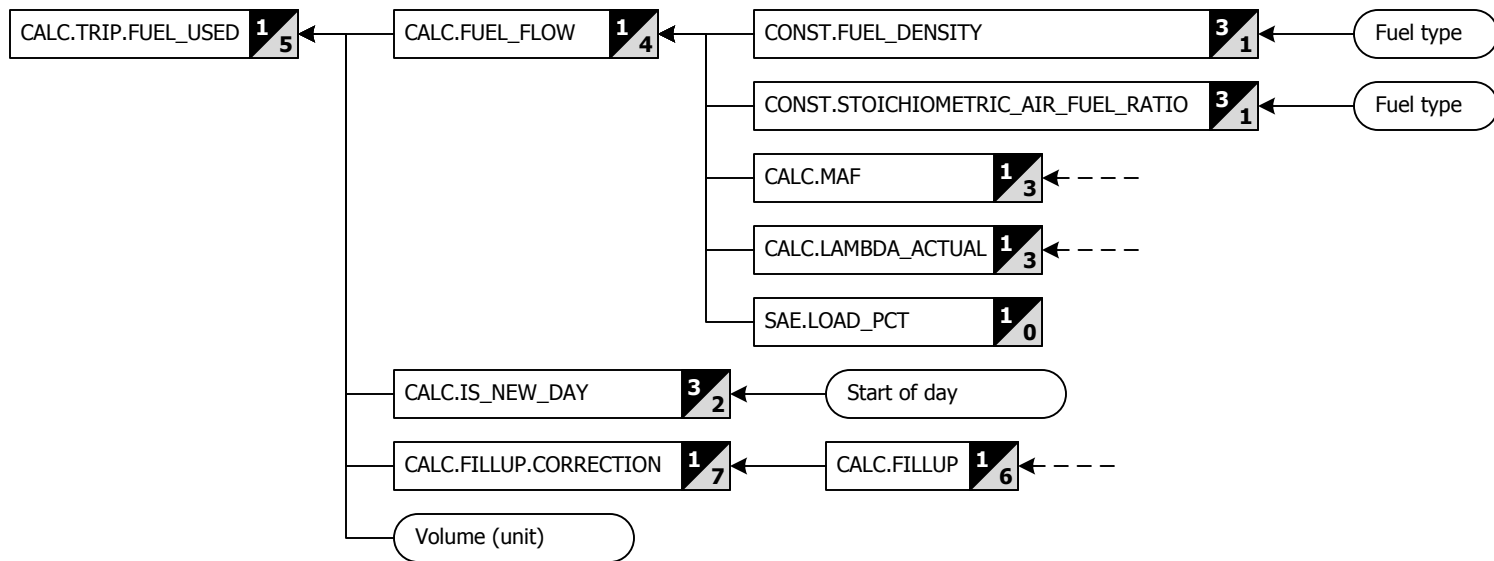 CALC.TRIP.FUEL_USED 1 5
CALC.FUEL_FLOW 1 4
CONST.FUEL_DENSITY 3 1
Fuel type
CONST.STOICHIOMETRIC_AIR_FUEL_RATIO 3 1
Fuel type
CALC.MAF 1 3
CALC.LAMBDA_ACTUAL 1 3
SAE.LOAD_PCT 1 0
CALC.IS_NEW_DAY 3 2
Start of day
CALC.FILLUP.CORRECTION 1 7
CALC.FILLUP 1 6
Volume (unit)